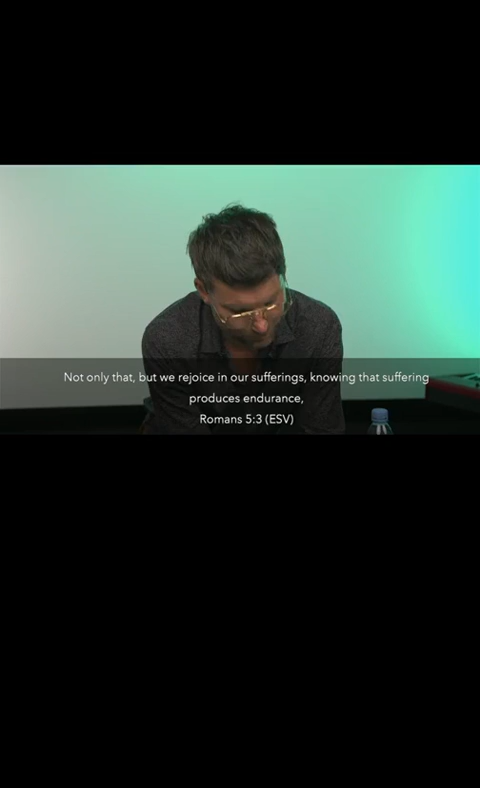 Not only that, but we rejoice in our sufferings, knowing that suffering
produces endurance,
Romans 5:3 (ESV)